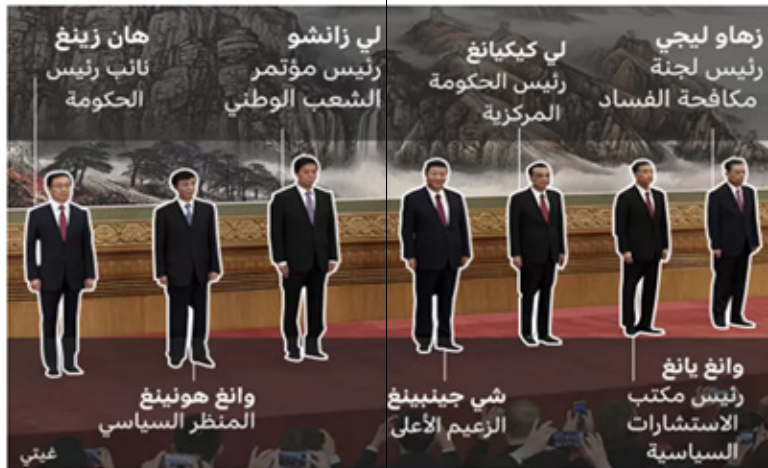 زهاو ليجي
رئيس لجنة
مكافحة الفساد
لي كيكيانغ
رئيس الحكومة
المركزية
لي زانشو
رئيس مؤتمر
الشعب الوطني
هان زينغ
نائب رئيس
الحكومة
وانغ يانغ
رئيس مكتب
الاستشارات
السياسية
شي جينبينغ
الزعيم الأعلى
وانغ هونينغ
المنظر السياسي
غيتي